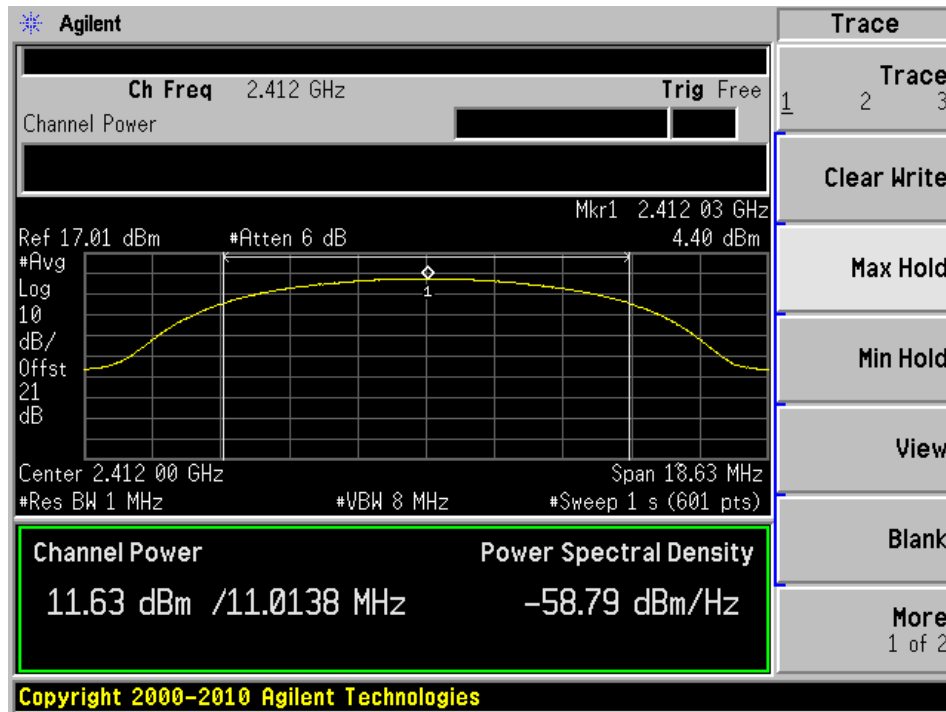 Agilent
Trace
Ch Freq 2.412 GHz Trig Free
Channel Power
Trace
1 2 3
Clear Write
Mkr1 2.412 03 GHz
Ref 17.01 dBm #Atten 6 dB 4.40 dBm
#Avg
Log
10
dB/
Offst
21
dB
1
Max Hold
Min Hold
Center 2.412 00 GHz Span 18.63 MHz
#Res BW 1 MHz #VBW 8 MHz #Sweep 1 s (601 pts)
View
Channel Power Power Spectral Density
11.63 dBm /11.0138 MHz -58.79 dBm/Hz
Blank
More
1 of 2
Copyright 2000-2010 Agilent Technologies